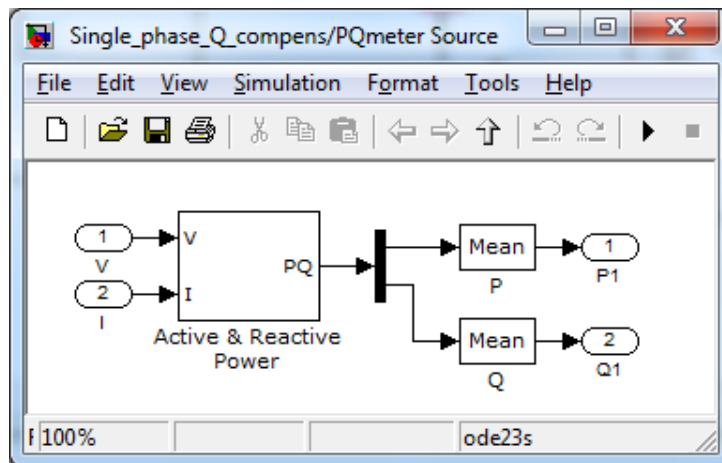 Single_phase_Q_compens/PQmeter Source
File Edit View Simulation Format Tools Help
1
V
2
I
V
I
PQ
Active & Reactive
Power
Mean
P
1
P1
Mean
Q
2
Q1
100%
ode23s